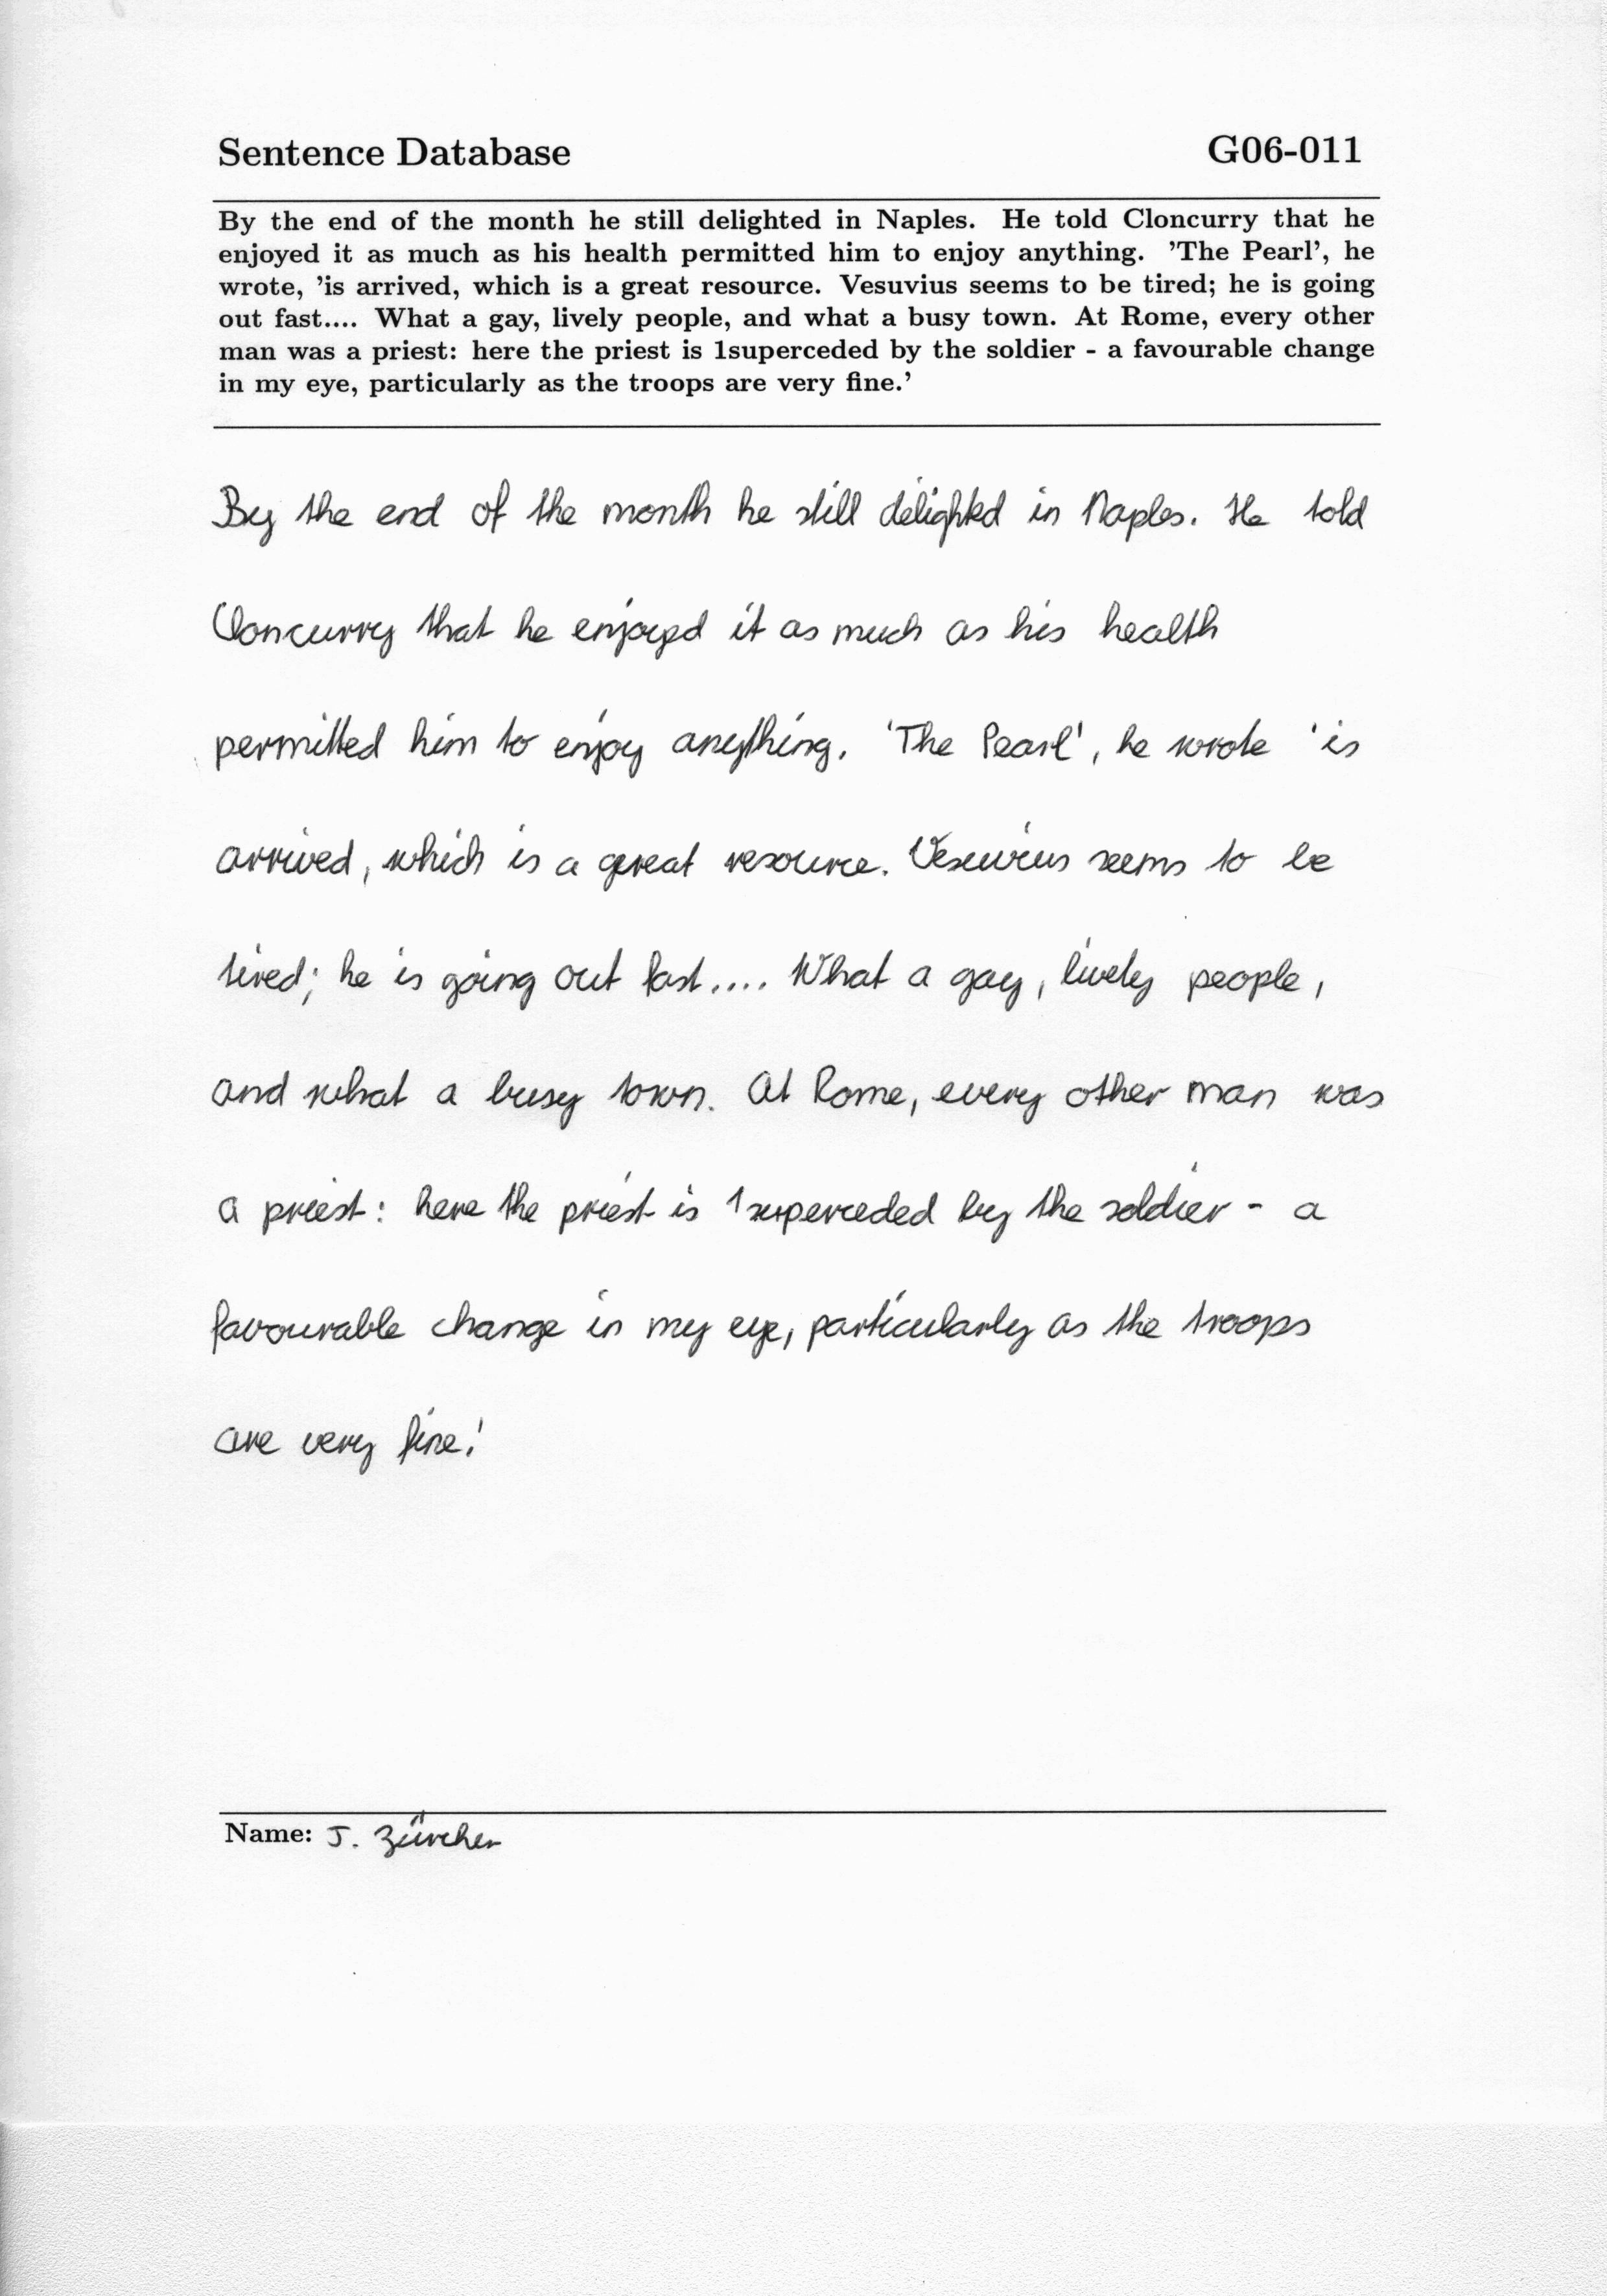 Sentence Database G06-011
By the end of the month he still delighted in Naples. He told Cloncurry that he
enjoyed it as much as his health permitted him to enjoy anything. 'The Pearl', he
wrote, 'is arrived, which is a great resource. Vesuvius seems to be tired; he is going
out fast.... What a gay, lively people, and what a busy town. At Rome, every other
man was a priest: here the priest is 1superceded by the soldier - a favourable change
in my eye, particularly as the troops are very fine.'
By the end of the month he still delighted in Naples. He told
Cloncurry that he enjoyed it as much as his health
permitted him to enjoy anything. 'The Pearl', he wrote 'is
arrived, which is a great resource. Vesuvius seems to be
tired; he is going out fast.... What a gay, lively people,
and what a busy town. At Rome, every other man was
a priest: here the priest is 1superceded by the soldier - a
favourable change in my eye, particularly as the troops
are very fine.'
Name: J. Zürcher